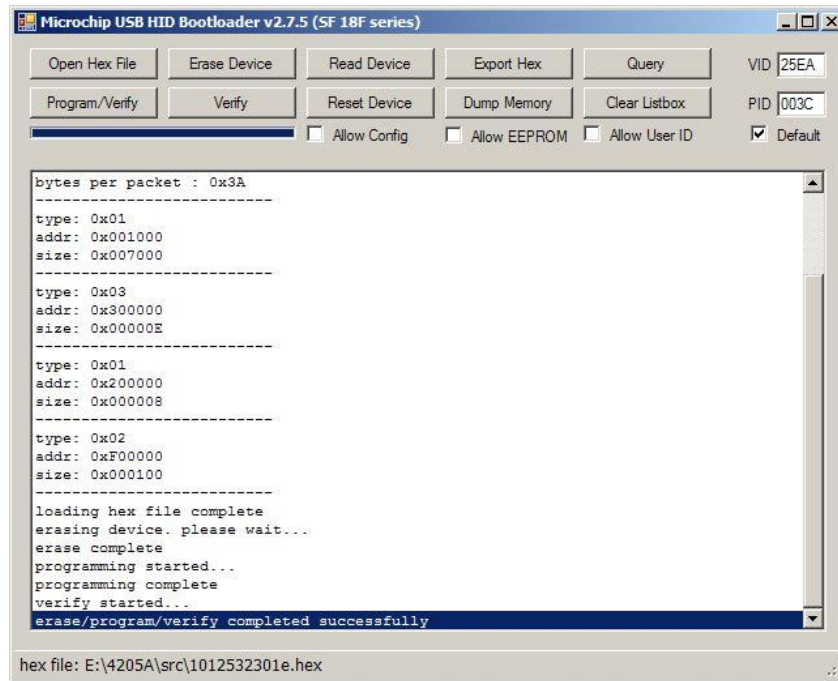 Microchip USB HID Bootloader v2.7.5 (SF 18F series)
Open Hex File Erase Device Read Device Export Hex Query VID 25EA
Program/Verify Verify Reset Device Dump Memory Clear Listbox PID 003C
Allow Config Allow EEPROM Allow User ID Default
bytes per packet : 0x3A
--------------------------
type: 0x01
addr: 0x001000
size: 0x007000
--------------------------
type: 0x03
addr: 0x300000
size: 0x00000E
--------------------------
type: 0x01
addr: 0x200000
size: 0x000008
--------------------------
type: 0x02
addr: 0xF00000
size: 0x000100
--------------------------
loading hex file complete
erasing device. please wait...
erase complete
programming started...
programming complete
verify started...
erase/program/verify completed successfully
hex file: E:\4205A\src\1012532301e.hex